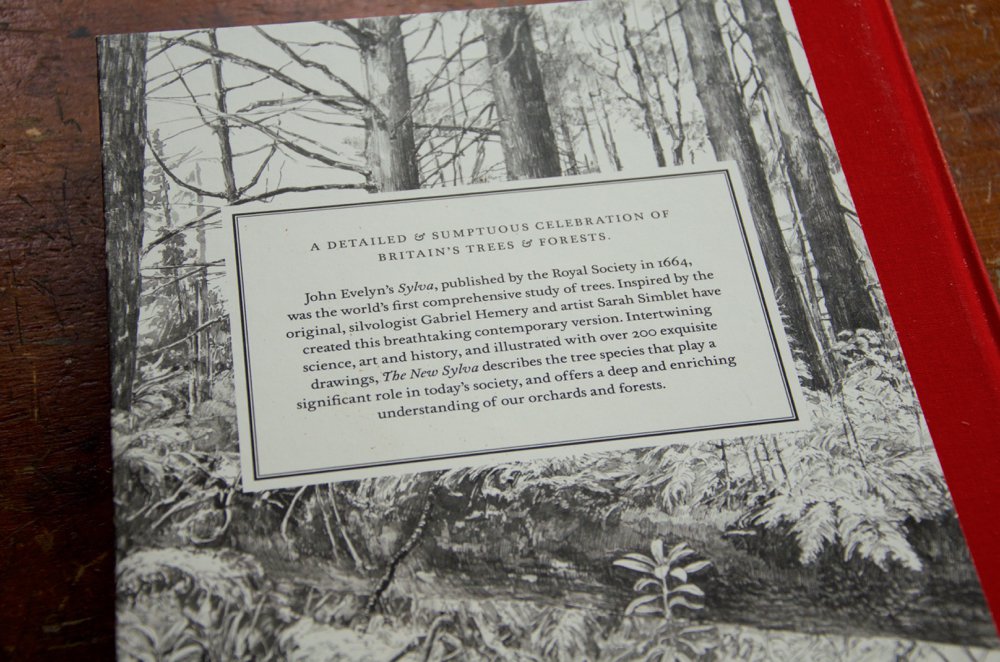 A DETAILED & SUMPTUOUS CELEBRATION OF
BRITAIN'S TREES & FORESTS.
John Evelyn's Sylva, published by the Royal Society in 1664,
was the world's first comprehensive study of trees. Inspired by the
original, silvologist Gabriel Hemery and artist Sarah Simblet have
created this breathtaking contemporary version. Intertwining
science, art and history, and illustrated with over 200 exquisite
drawings, The New Sylva describes the tree species that play a
significant role in today's society, and offers a deep and enriching
understanding of our orchards and forests.